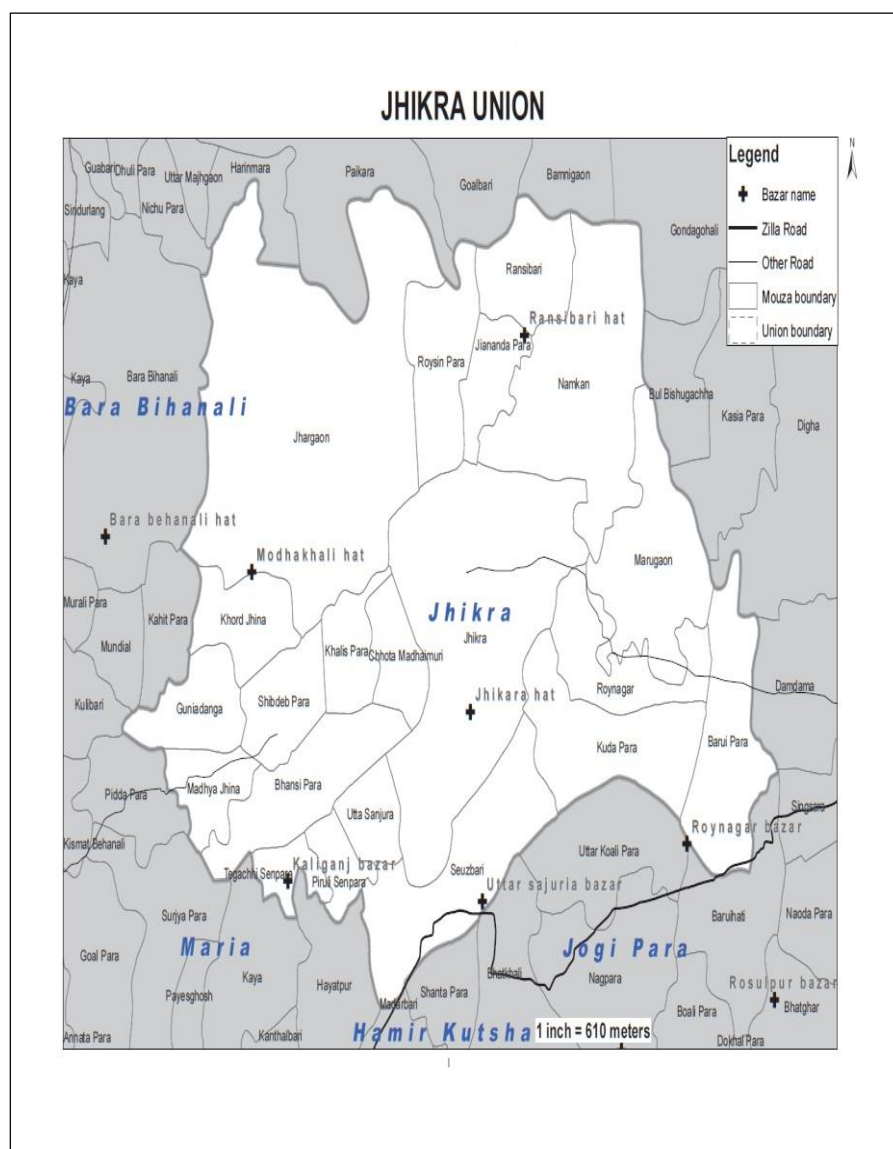 JHIKRA UNION
N
Legend
Bazar name
Zilla Road
Other Road
Mouza boundary
Union boundary
Guabari
Dhuli Para
Uttar Majhgaon
Harinmara
Paikara
Goalbari
Bamnigaon
Sindurlang
Nichu Para
Gondagohali
Kaya
Ransibari
Ransibari hat
Jiananda Para
Roysin Para
Kaya
Bara Bihanali
Namkan
Bul Bishugachha
Bara Bihanali
Kasia Para
Digha
Jhargaon
Bara behanali hat
Modhakhali hat
Marugaon
Murali Para
Kahit Para
Khord Jhina
Jhikra
Mundial
Jhikra
Khalis Para
Chhota Madhaimuri
Roynagar
Damdama
Kulibari
Guniadanga
Shibdeb Para
Jhikara hat
Kuda Para
Barui Para
Madhya Jhina
Bhansi Para
Pidda Para
Singsara
Utta Sanjura
Roynagar bazar
Kismat Behanali
Uttar Koali Para
Kaliganj bazar
Tegachhi Senpara
Piruli Senpara
Seuzbari
Uttar sajuria bazar
Surjya Para
Baruihati
Naoda Para
Maria
Jogi Para
Goal Para
Kaya
Bhatkhali
Nagpara
Rosulpur bazar
Hayatpur
Shanta Para
Payesghosh
Madarbari
Boali Para
Bhatghar
Annata Para
Kanthalbari
Hamir Kutsha
1 inch = 610 meters
Dokhal Para